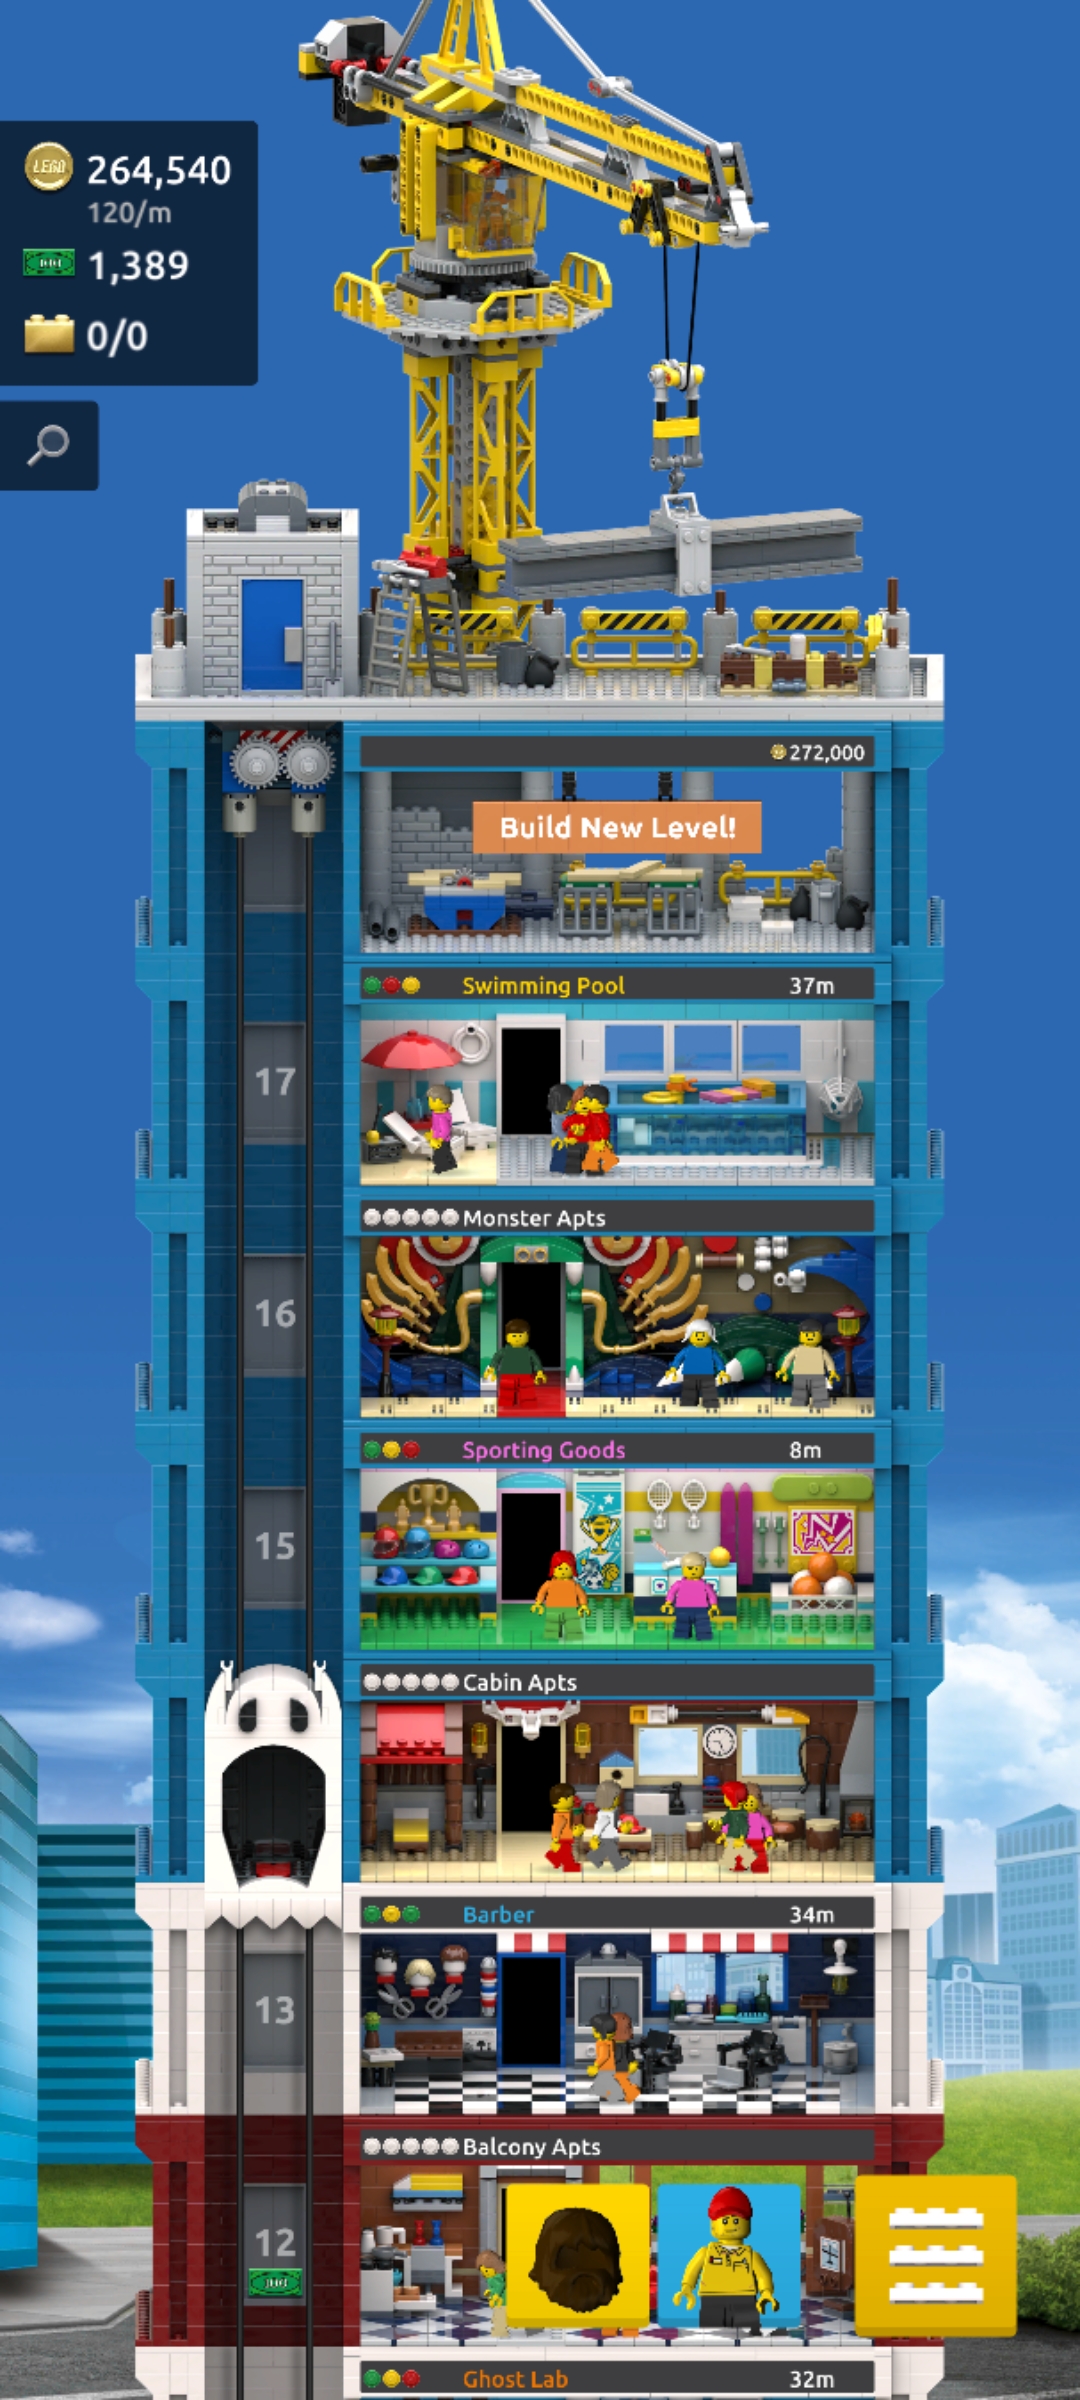 LEGO
264,540
120/m
1,389
0/0
272,000
Build New Level!
Swimming Pool 37m
17
Monster Apts
16
Sporting Goods 8m
15
Cabin Apts
Barber 34m
13
Balcony Apts
12
Ghost Lab 32m